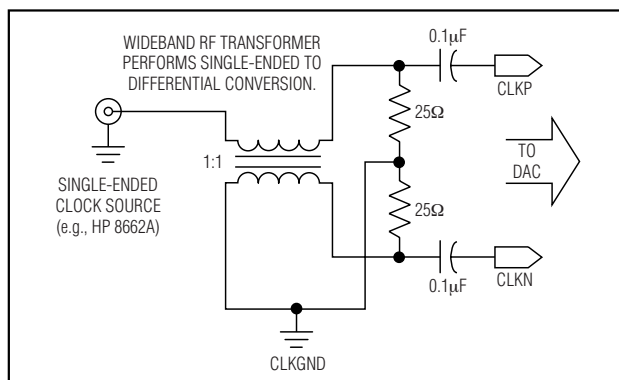 WIDEBAND RF TRANSFORMER
PERFORMS SINGLE-ENDED TO
DIFFERENTIAL CONVERSION.
0.1µF
CLKP
25Ω
1:1
TO
DAC
SINGLE-ENDED
CLOCK SOURCE
(e.g., HP 8662A)
25Ω
0.1µF
CLKN
CLKGND